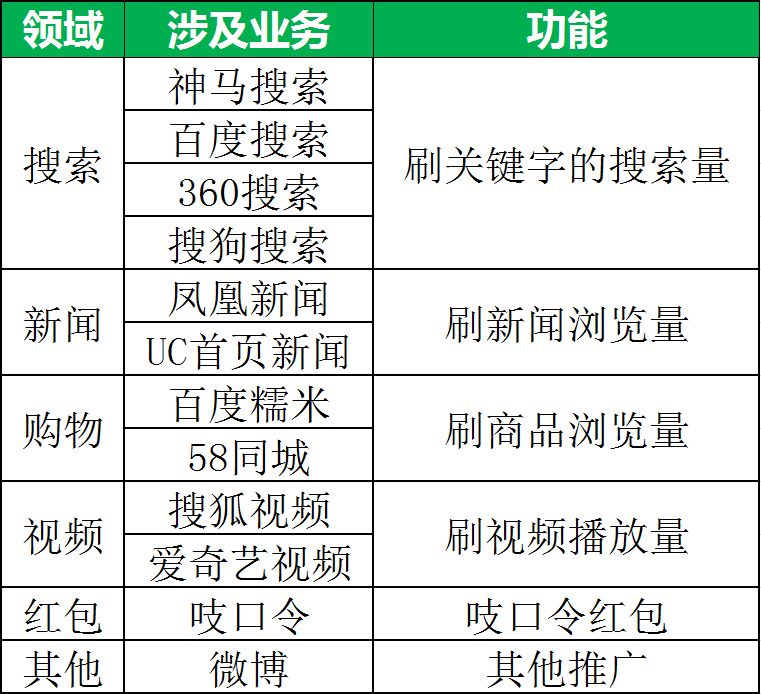 领域 涉及业务 功能
搜索 神马搜索 刷关键字的搜索量
百度搜索
360搜索
搜狗搜索
新闻 凤凰新闻 刷新闻浏览量
UC首页新闻
购物 百度糯米 刷商品浏览量
58同城
视频 搜狐视频 刷视频播放量
爱奇艺视频
红包 吱口令 吱口令红包
其他 微博 其他推广